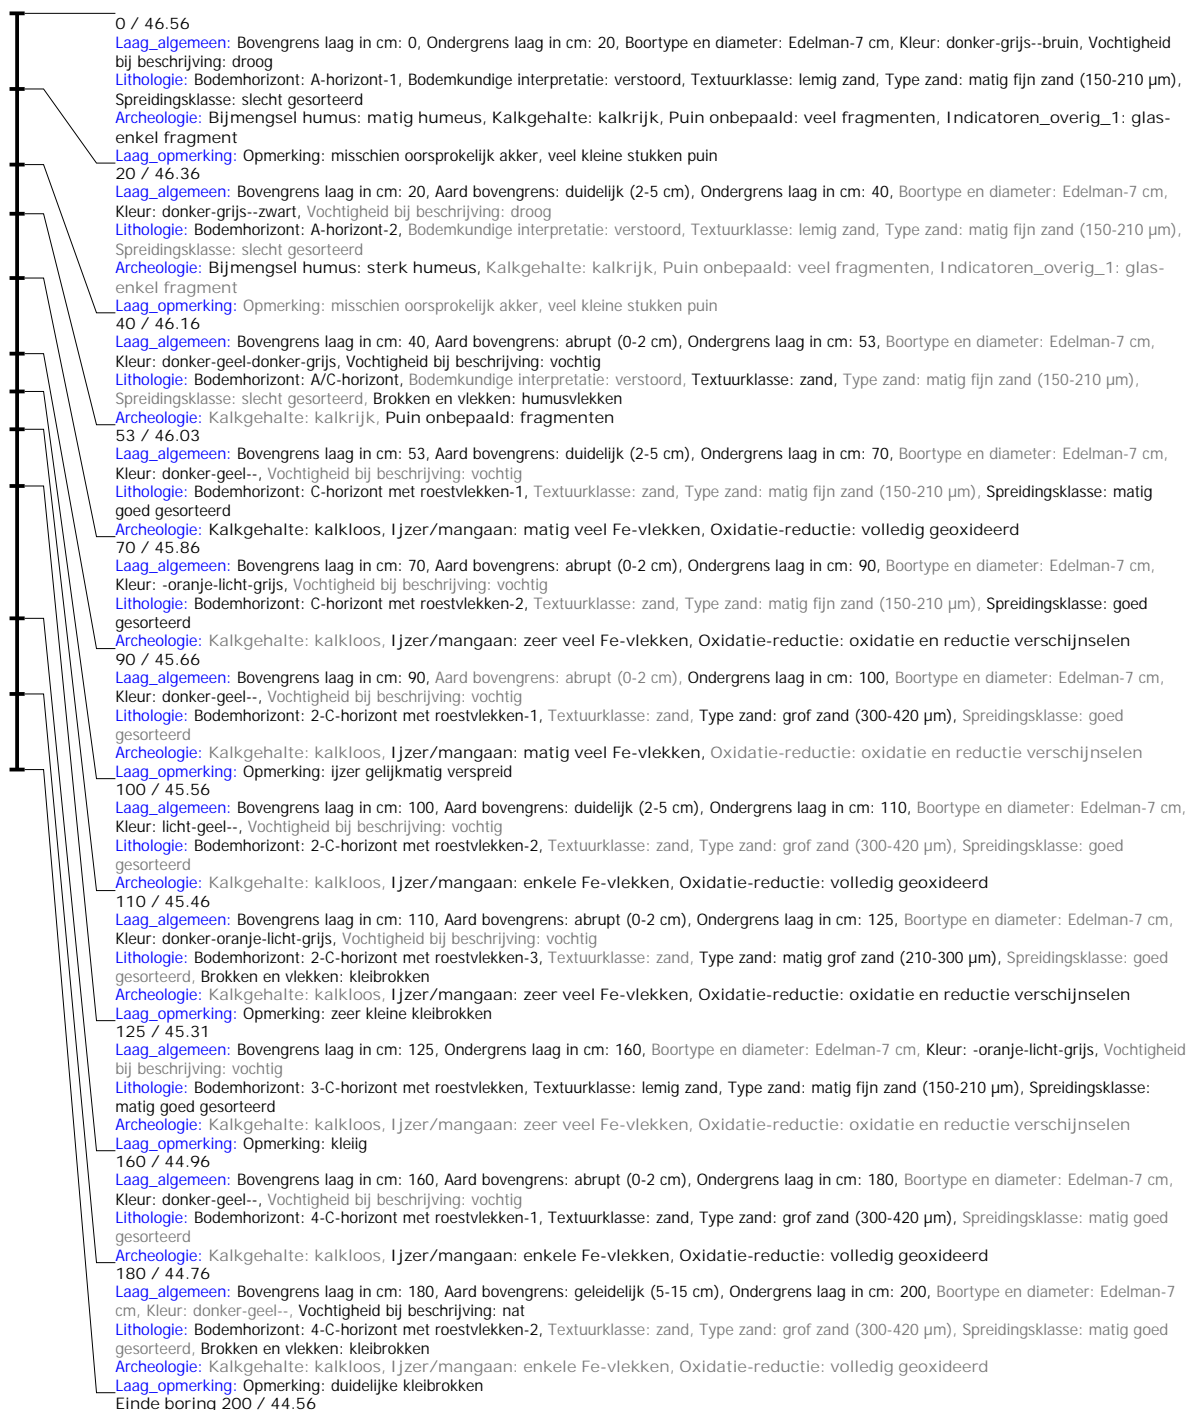 0 / 46.56
Laag_algemeen: Bovengrens laag in cm: 0, Ondergrens laag in cm: 20, Boortype en diameter: Edelman-7 cm, Kleur: donker-grijs--bruin, Vochtigheid
bij beschrijving: droog
Lithologie: Bodemhorizont: A-horizont-1, Bodemkundige interpretatie: verstoord, Textuurklasse: lemig zand, Type zand: matig fijn zand (150-210 µm),
Spreidingsklasse: slecht gesorteerd
Archeologie: Bijmengsel humus: matig humeus, Kalkgehalte: kalkrijk, Puin onbepaald: veel fragmenten, Indicatoren_overig_1: glas-
enkel fragment
Laag_opmerking: Opmerking: misschien oorsprokelijk akker, veel kleine stukken puin
20 / 46.36
Laag_algemeen: Bovengrens laag in cm: 20, Aard bovengrens: duidelijk (2-5 cm), Ondergrens laag in cm: 40, Boortype en diameter: Edelman-7 cm,
Kleur: donker-grijs--zwart, Vochtigheid bij beschrijving: droog
Lithologie: Bodemhorizont: A-horizont-2, Bodemkundige interpretatie: verstoord, Textuurklasse: lemig zand, Type zand: matig fijn zand (150-210 µm),
Spreidingsklasse: slecht gesorteerd
Archeologie: Bijmengsel humus: sterk humeus, Kalkgehalte: kalkrijk, Puin onbepaald: veel fragmenten, Indicatoren_overig_1: glas-
enkel fragment
Laag_opmerking: Opmerking: misschien oorsprokelijk akker, veel kleine stukken puin
40 / 46.16
Laag_algemeen: Bovengrens laag in cm: 40, Aard bovengrens: abrupt (0-2 cm), Ondergrens laag in cm: 53, Boortype en diameter: Edelman-7 cm,
Kleur: donker-geel-donker-grijs, Vochtigheid bij beschrijving: vochtig
Lithologie: Bodemhorizont: A/C-horizont, Bodemkundige interpretatie: verstoord, Textuurklasse: zand, Type zand: matig fijn zand (150-210 µm),
Spreidingsklasse: slecht gesorteerd, Brokken en vlekken: humusvlekken
Archeologie: Kalkgehalte: kalkrijk, Puin onbepaald: fragmenten
53 / 46.03
Laag_algemeen: Bovengrens laag in cm: 53, Aard bovengrens: duidelijk (2-5 cm), Ondergrens laag in cm: 70, Boortype en diameter: Edelman-7 cm,
Kleur: donker-geel--, Vochtigheid bij beschrijving: vochtig
Lithologie: Bodemhorizont: C-horizont met roestvlekken-1, Textuurklasse: zand, Type zand: matig fijn zand (150-210 µm), Spreidingsklasse: matig
goed gesorteerd
Archeologie: Kalkgehalte: kalkloos, Ijzer/mangaan: matig veel Fe-vlekken, Oxidatie-reductie: volledig geoxideerd
70 / 45.86
Laag_algemeen: Bovengrens laag in cm: 70, Aard bovengrens: abrupt (0-2 cm), Ondergrens laag in cm: 90, Boortype en diameter: Edelman-7 cm,
Kleur: -oranje-licht-grijs, Vochtigheid bij beschrijving: vochtig
Lithologie: Bodemhorizont: C-horizont met roestvlekken-2, Textuurklasse: zand, Type zand: matig fijn zand (150-210 µm), Spreidingsklasse: goed
gesorteerd
Archeologie: Kalkgehalte: kalkloos, Ijzer/mangaan: zeer veel Fe-vlekken, Oxidatie-reductie: oxidatie en reductie verschijnselen
90 / 45.66
Laag_algemeen: Bovengrens laag in cm: 90, Aard bovengrens: abrupt (0-2 cm), Ondergrens laag in cm: 100, Boortype en diameter: Edelman-7 cm,
Kleur: donker-geel--, Vochtigheid bij beschrijving: vochtig
Lithologie: Bodemhorizont: 2-C-horizont met roestvlekken-1, Textuurklasse: zand, Type zand: grof zand (300-420 µm), Spreidingsklasse: goed
gesorteerd
Archeologie: Kalkgehalte: kalkloos, Ijzer/mangaan: matig veel Fe-vlekken, Oxidatie-reductie: oxidatie en reductie verschijnselen
Laag_opmerking: Opmerking: ijzer gelijkmatig verspreid
100 / 45.56
Laag_algemeen: Bovengrens laag in cm: 100, Aard bovengrens: duidelijk (2-5 cm), Ondergrens laag in cm: 110, Boortype en diameter: Edelman-7 cm,
Kleur: licht-geel--, Vochtigheid bij beschrijving: vochtig
Lithologie: Bodemhorizont: 2-C-horizont met roestvlekken-2, Textuurklasse: zand, Type zand: grof zand (300-420 µm), Spreidingsklasse: goed
gesorteerd
Archeologie: Kalkgehalte: kalkloos, Ijzer/mangaan: enkele Fe-vlekken, Oxidatie-reductie: volledig geoxideerd
110 / 45.46
Laag_algemeen: Bovengrens laag in cm: 110, Aard bovengrens: abrupt (0-2 cm), Ondergrens laag in cm: 125, Boortype en diameter: Edelman-7 cm,
Kleur: donker-oranje-licht-grijs, Vochtigheid bij beschrijving: vochtig
Lithologie: Bodemhorizont: 2-C-horizont met roestvlekken-3, Textuurklasse: zand, Type zand: matig grof zand (210-300 µm), Spreidingsklasse: goed
gesorteerd, Brokken en vlekken: kleibrokken
Archeologie: Kalkgehalte: kalkloos, Ijzer/mangaan: zeer veel Fe-vlekken, Oxidatie-reductie: oxidatie en reductie verschijnselen
Laag_opmerking: Opmerking: zeer kleine kleibrokken
125 / 45.31
Laag_algemeen: Bovengrens laag in cm: 125, Ondergrens laag in cm: 160, Boortype en diameter: Edelman-7 cm, Kleur: -oranje-licht-grijs, Vochtigheid
bij beschrijving: vochtig
Lithologie: Bodemhorizont: 3-C-horizont met roestvlekken, Textuurklasse: lemig zand, Type zand: matig fijn zand (150-210 µm), Spreidingsklasse:
matig goed gesorteerd
Archeologie: Kalkgehalte: kalkloos, Ijzer/mangaan: zeer veel Fe-vlekken, Oxidatie-reductie: oxidatie en reductie verschijnselen
Laag_opmerking: Opmerking: kleiig
160 / 44.96
Laag_algemeen: Bovengrens laag in cm: 160, Aard bovengrens: abrupt (0-2 cm), Ondergrens laag in cm: 180, Boortype en diameter: Edelman-7 cm,
Kleur: donker-geel--, Vochtigheid bij beschrijving: vochtig
Lithologie: Bodemhorizont: 4-C-horizont met roestvlekken-1, Textuurklasse: zand, Type zand: grof zand (300-420 µm), Spreidingsklasse: matig goed
gesorteerd
Archeologie: Kalkgehalte: kalkloos, Ijzer/mangaan: enkele Fe-vlekken, Oxidatie-reductie: volledig geoxideerd
180 / 44.76
Laag_algemeen: Bovengrens laag in cm: 180, Aard bovengrens: geleidelijk (5-15 cm), Ondergrens laag in cm: 200, Boortype en diameter: Edelman-7
cm, Kleur: donker-geel--, Vochtigheid bij beschrijving: nat
Lithologie: Bodemhorizont: 4-C-horizont met roestvlekken-2, Textuurklasse: zand, Type zand: grof zand (300-420 µm), Spreidingsklasse: matig goed
gesorteerd, Brokken en vlekken: kleibrokken
Archeologie: Kalkgehalte: kalkloos, Ijzer/mangaan: enkele Fe-vlekken, Oxidatie-reductie: volledig geoxideerd
Laag_opmerking: Opmerking: duidelijke kleibrokken
Einde boring 200 / 44.56